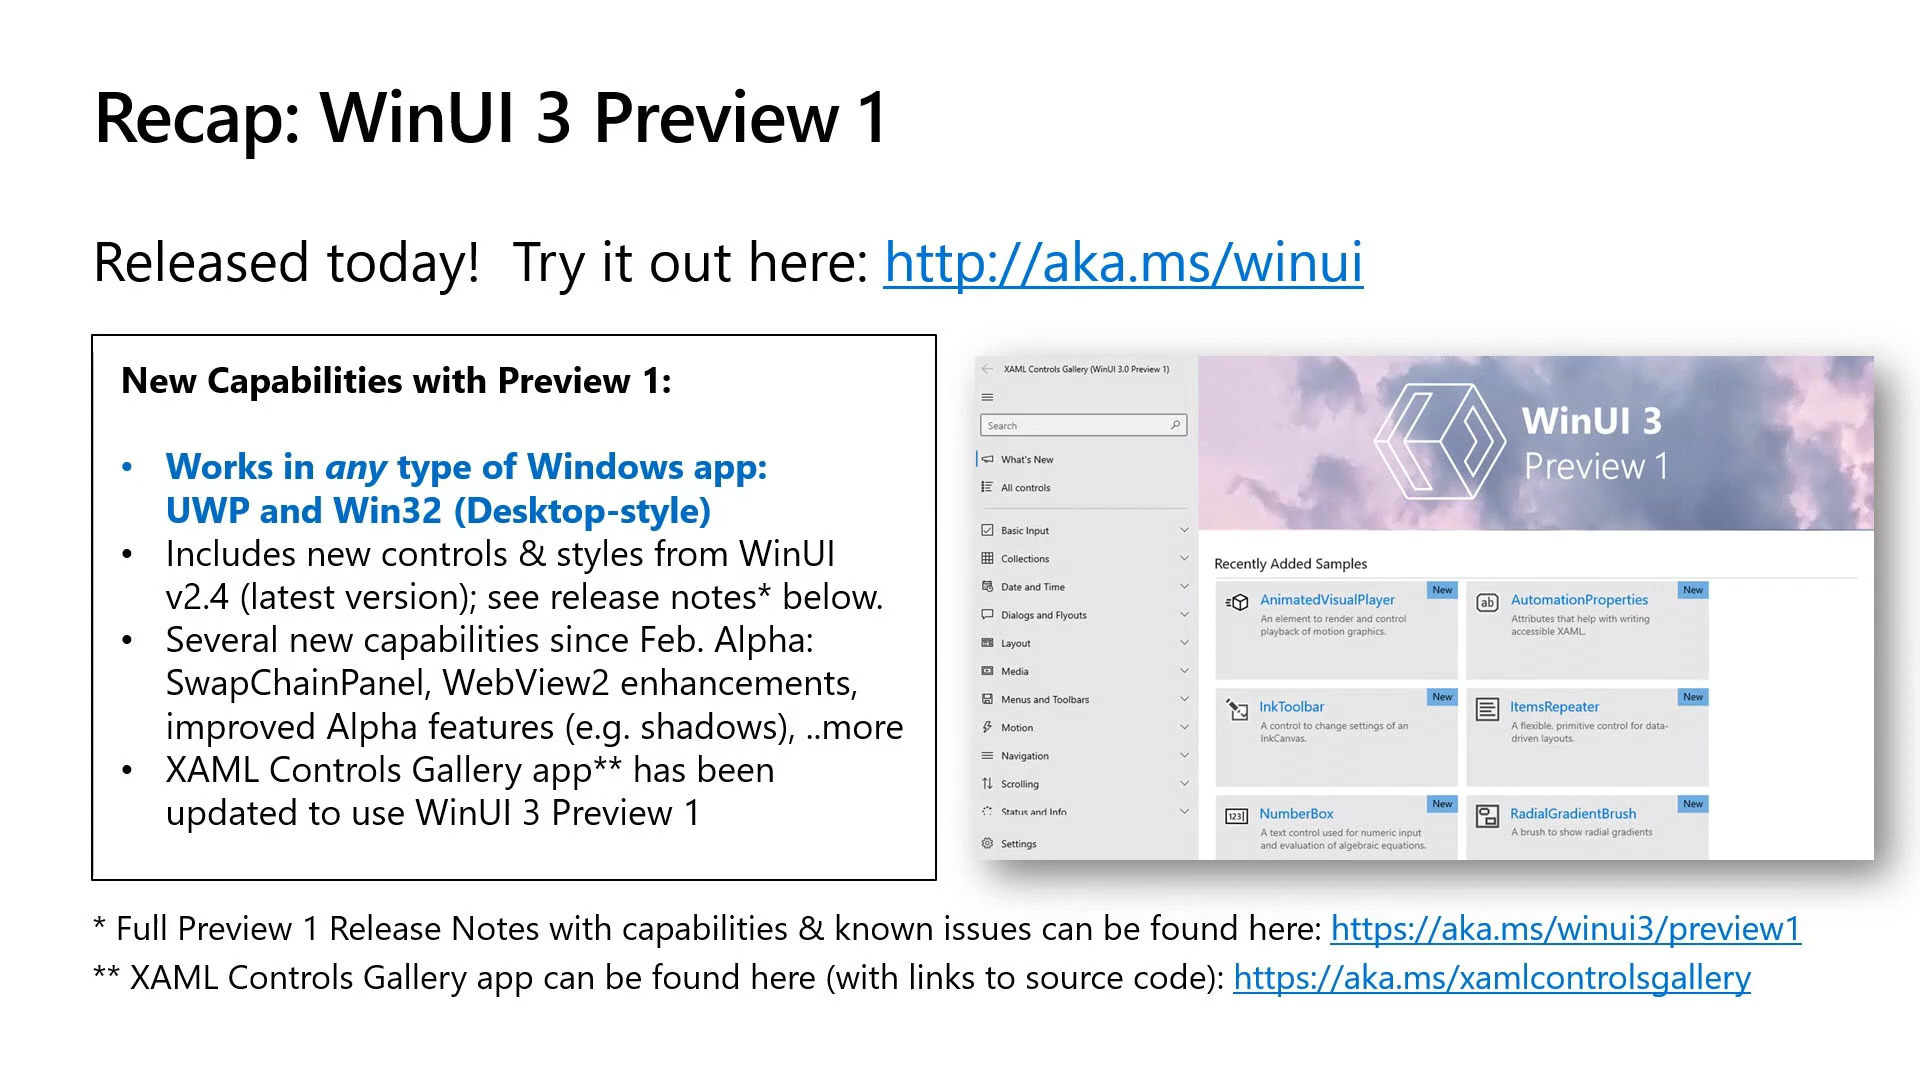 Recap: WinUI 3 Preview 1
Released today!  Try it out here: http://aka.ms/winui
New Capabilities with Preview 1:
• Works in any type of Windows app:
UWP and Win32 (Desktop-style)
• Includes new controls & styles from WinUI
v2.4 (latest version); see release notes* below.
• Several new capabilities since Feb. Alpha:
SwapChainPanel, WebView2 enhancements,
improved Alpha features (e.g. shadows), ..more
• XAML Controls Gallery app** has been
updated to use WinUI 3 Preview 1
XAML Controls Gallery (WinUI 3.0 Preview 1)
Search
What's New
All controls
Basic Input
Collections
Date and Time
Dialogs and Flyouts
Layout
Media
Menus and Toolbars
Motion
Navigation
Scrolling
Status and Info
Settings
WinUI 3
Preview 1
Recently Added Samples
New
AnimatedVisualPlayer
An element to render and control
playback of motion graphics.
New
ab
AutomationProperties
Attributes that help with writing
accessible XAML.
New
InkToolbar
A control to change settings of an
InkCanvas.
New
ItemsRepeater
A flexible, primitive control for data-
driven layouts.
New
123
NumberBox
A text control used for numeric input
and evaluation of algebraic equations.
New
RadialGradientBrush
A brush to show radial gradients
* Full Preview 1 Release Notes with capabilities & known issues can be found here: https://aka.ms/winui3/preview1
** XAML Controls Gallery app can be found here (with links to source code): https://aka.ms/xamlcontrolsgallery